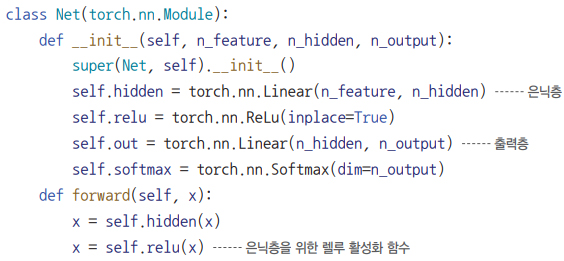 class Net(torch.nn.Module):
    def __init__(self, n_feature, n_hidden, n_output):
        super(Net, self).__init__()
        self.hidden = torch.nn.Linear(n_feature, n_hidden) ------ 은닉층
        self.relu = torch.nn.ReLu(inplace=True)
        self.out = torch.nn.Linear(n_hidden, n_output) ------ 출력층
        self.softmax = torch.nn.Softmax(dim=n_output)
    def forward(self, x):
        x = self.hidden(x)
        x = self.relu(x) ------ 은닉층을 위한 렐루 활성화 함수